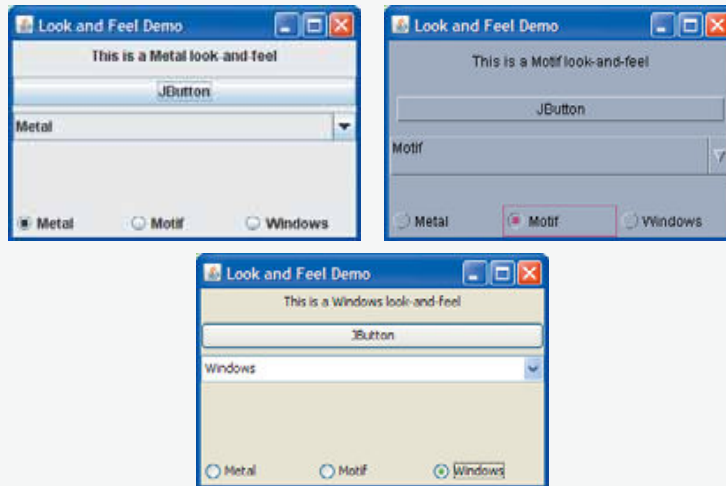 Look and Feel Demo
This is a Metal look-and-feel
JButton
Metal
Metal Motif Windows
Look and Feel Demo
This is a Motif look-and-feel
JButton
Motif
Metal Motif Windows
Look and Feel Demo
This is a Windows look-and-feel
JButton
Windows
Metal Motif Windows